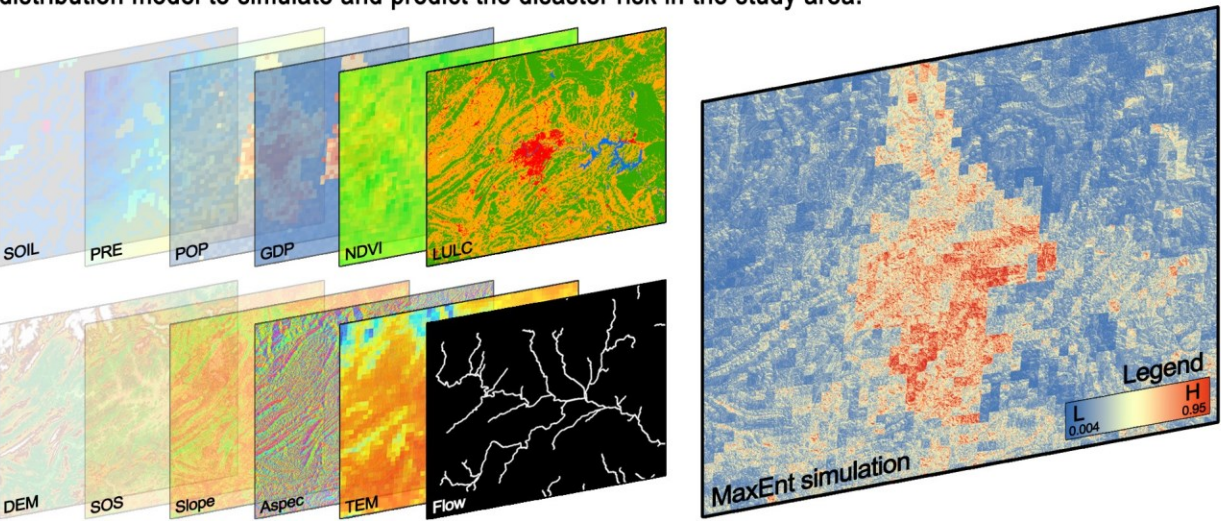 distribution model to simulate and predict the disaster risk in the study area.
SOIL
PRE
POP
GDP
NDVI
LULC
DEM
SOS
Slope
Aspec
TEM
Flow
Legend
L
H
0.004
0.95
MaxEnt simulation